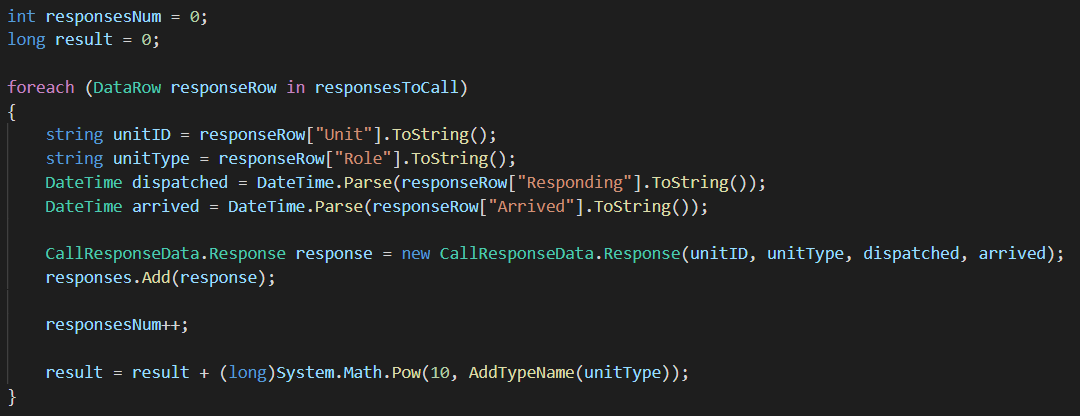 int responsesNum = 0;
long result = 0;

foreach (DataRow responseRow in responsesToCall)
{
    string unitID = responseRow["Unit"].ToString();
    string unitType = responseRow["Role"].ToString();
    DateTime dispatched = DateTime.Parse(responseRow["Responding"].ToString());
    DateTime arrived = DateTime.Parse(responseRow["Arrived"].ToString());

    CallResponseData.Response response = new CallResponseData.Response(unitID, unitType, dispatched, arrived);
    responses.Add(response);

    responsesNum++;

    result = result + (long)System.Math.Pow(10, AddTypeName(unitType));
}